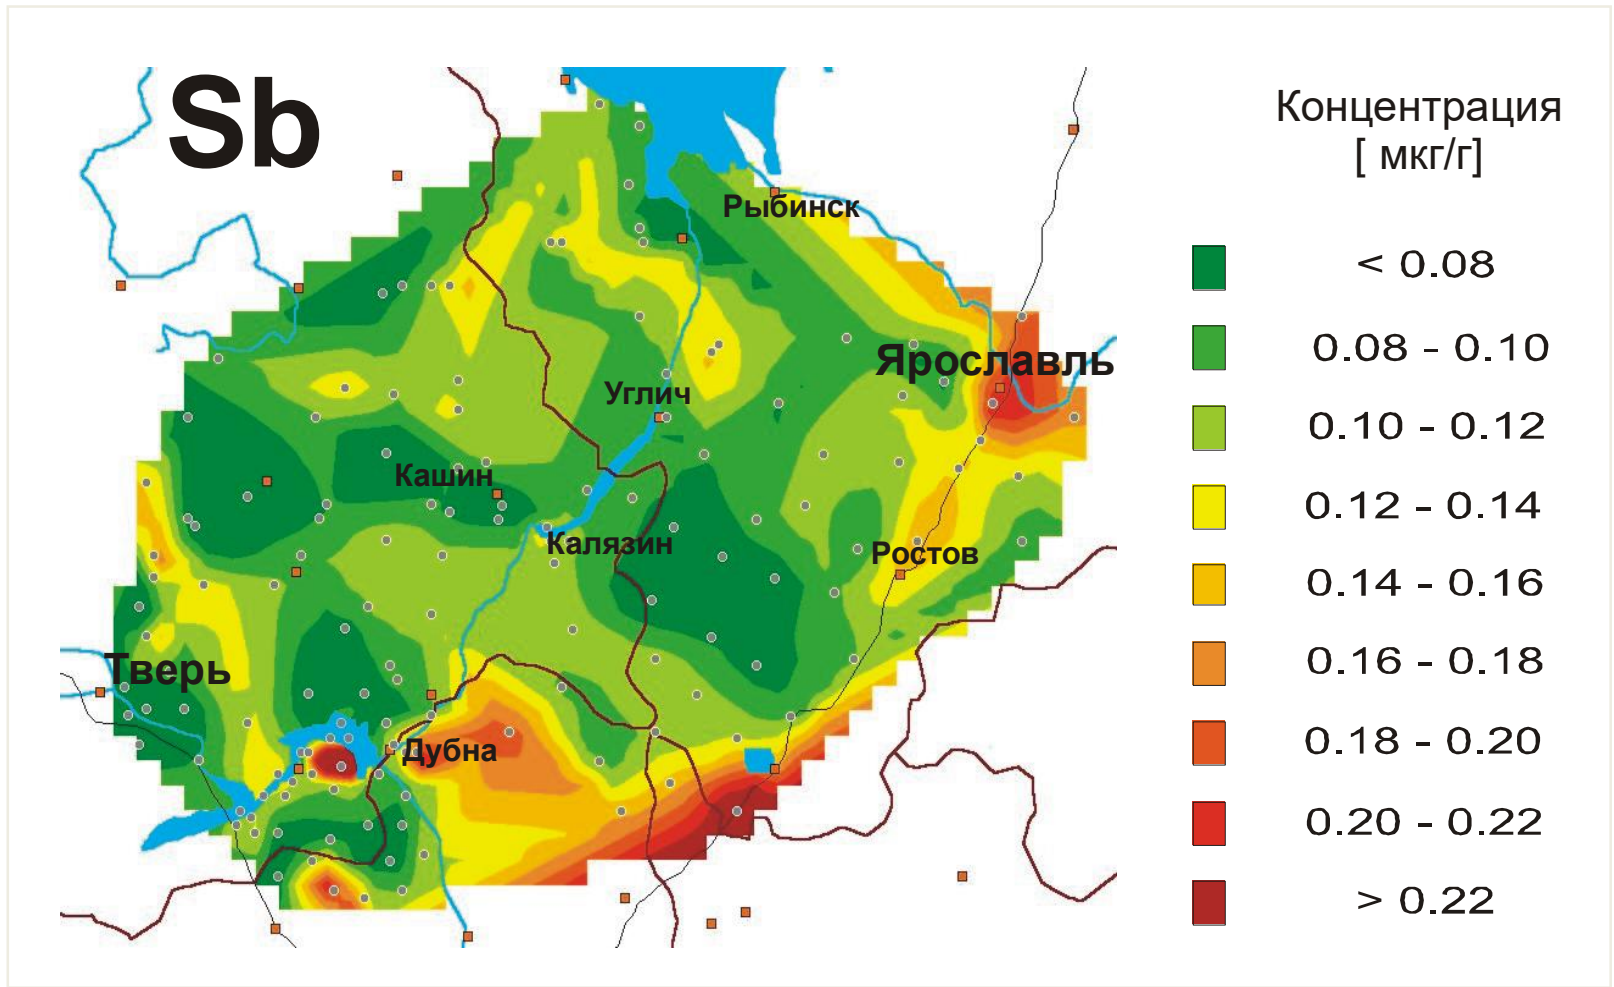 Sb
Концентрация
[ мкг/г]
Рыбинск
< 0.08
0.08 - 0.10
Ярославль
Углич
0.10 - 0.12
Кашин
0.12 - 0.14
Калязин
Ростов
0.14 - 0.16
Тверь
0.16 - 0.18
Дубна
0.18 - 0.20
0.20 - 0.22
> 0.22